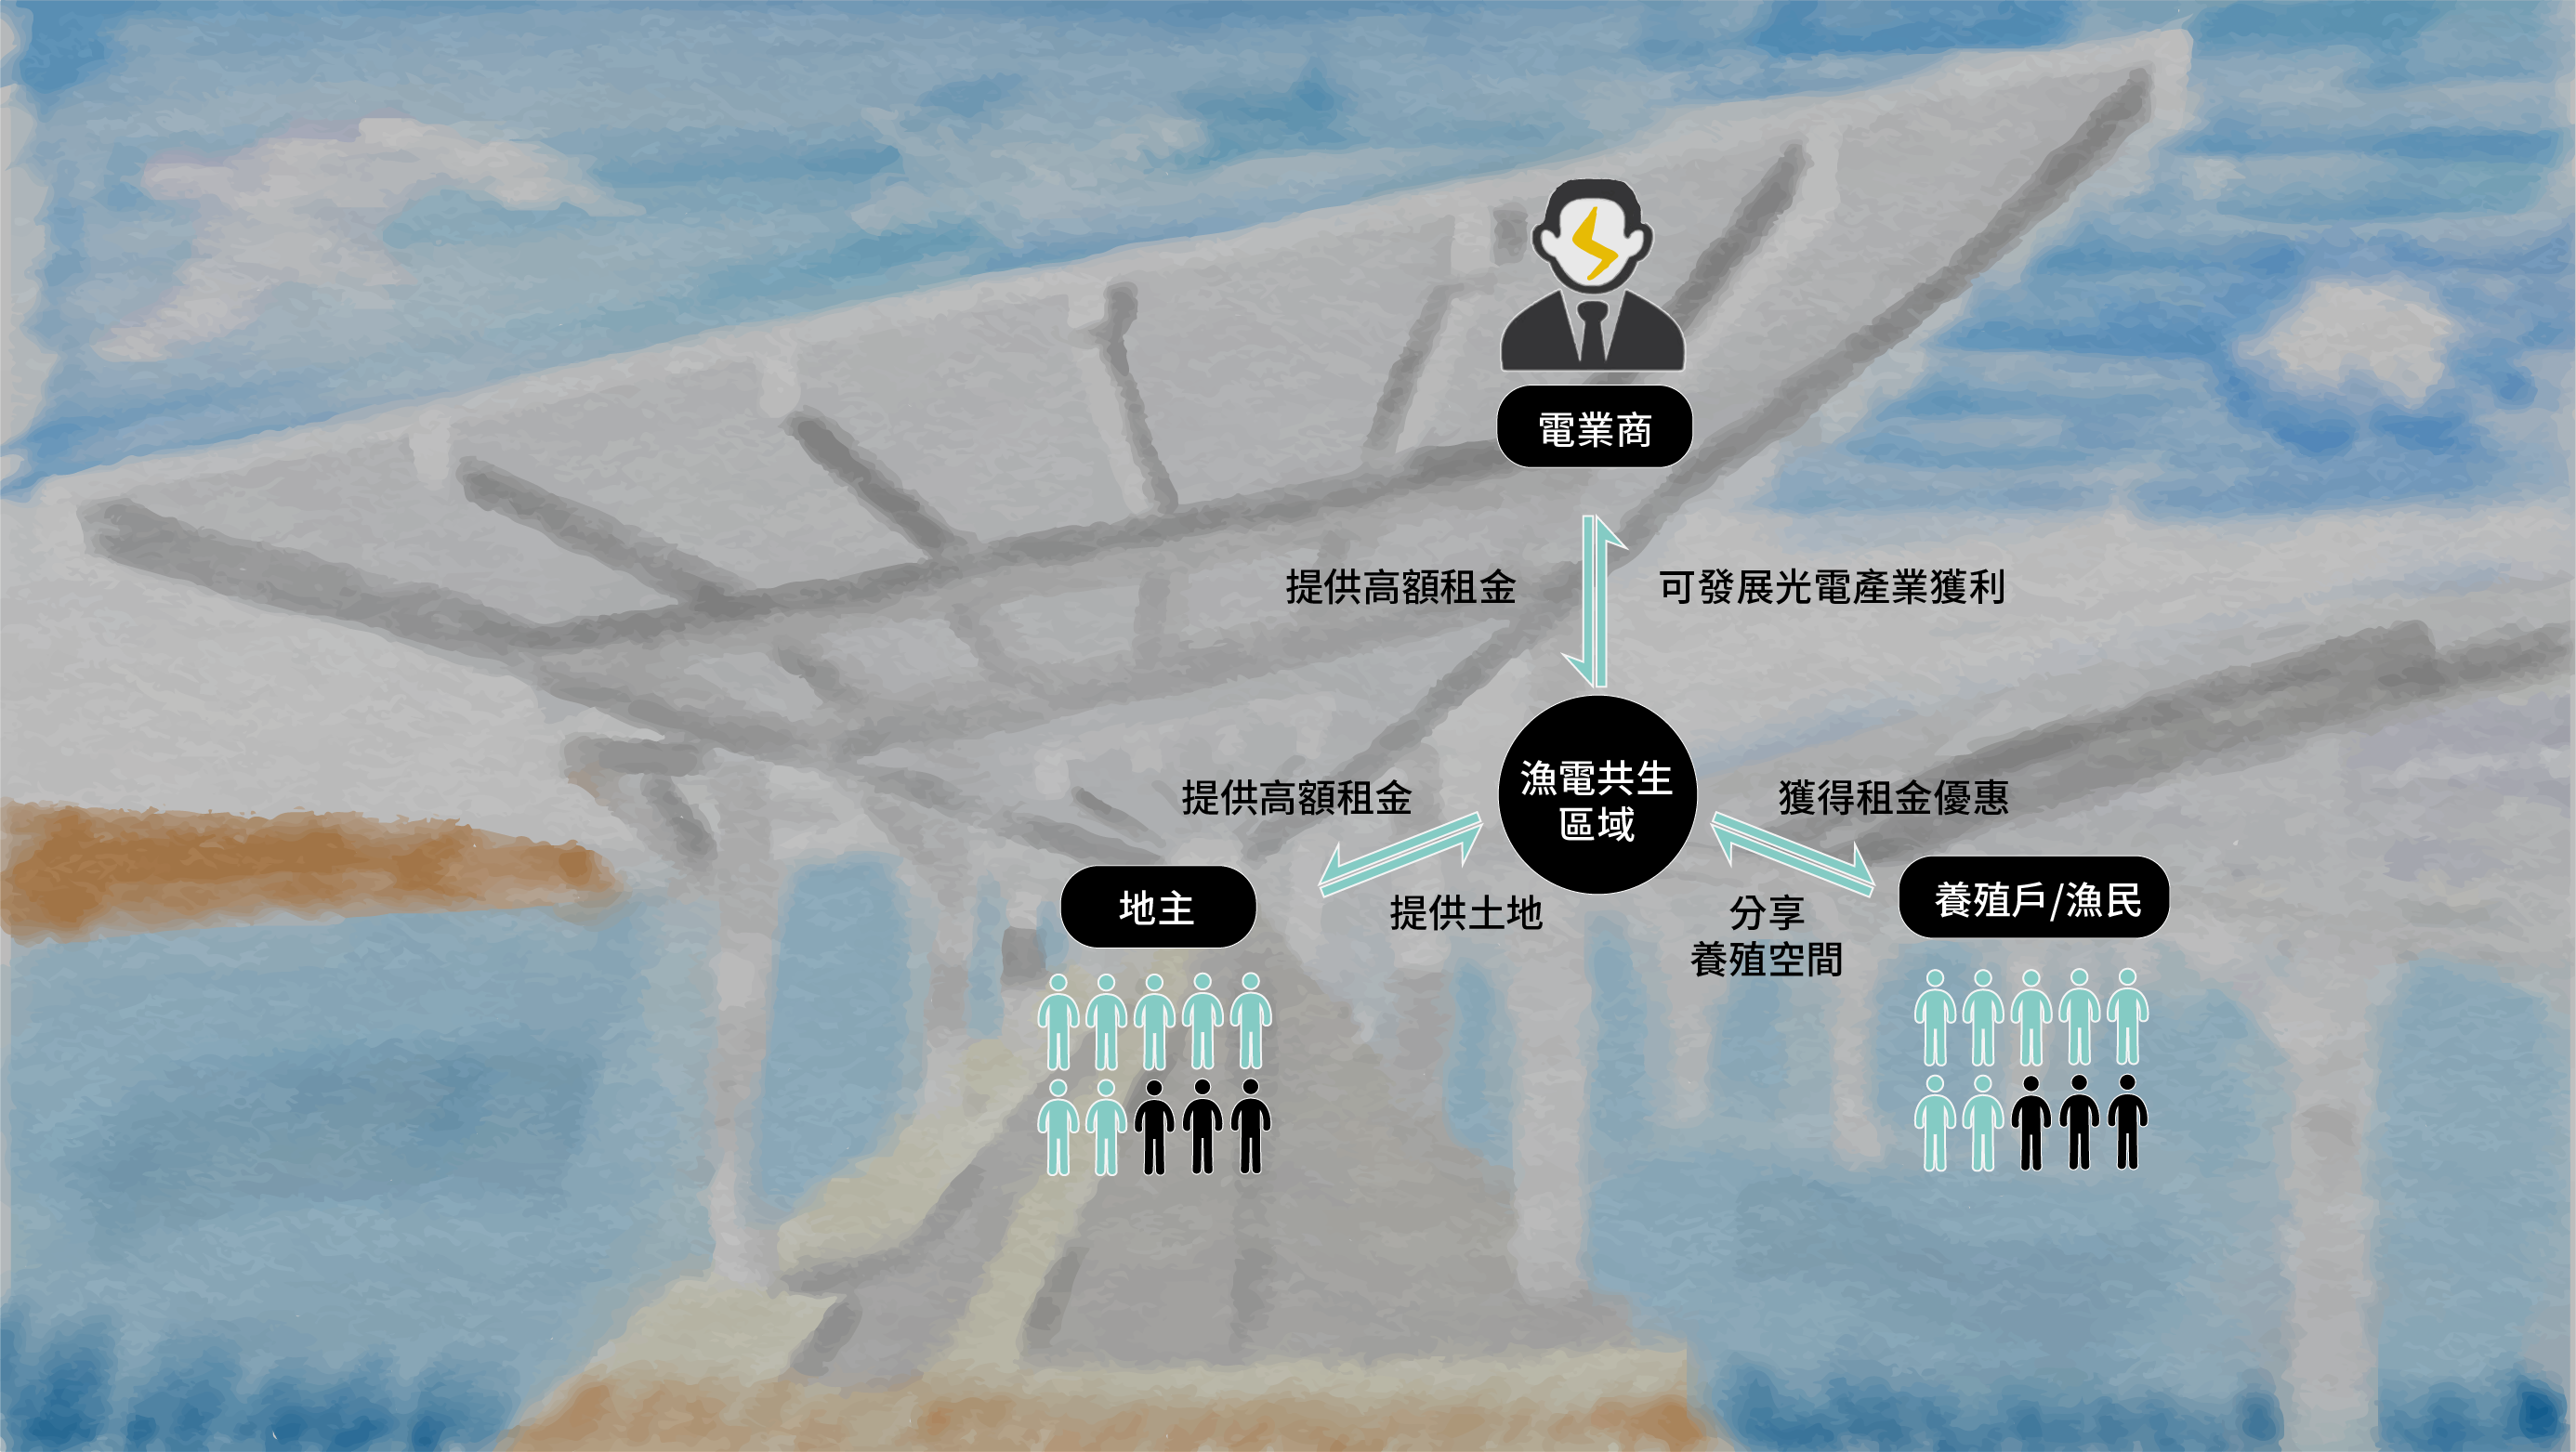 電業商
提供高額租金
可發展光電產業獲利
漁電共生
區域
提供高額租金
獲得租金優惠
地主
提供土地
養殖戶/漁民
分享
養殖空間